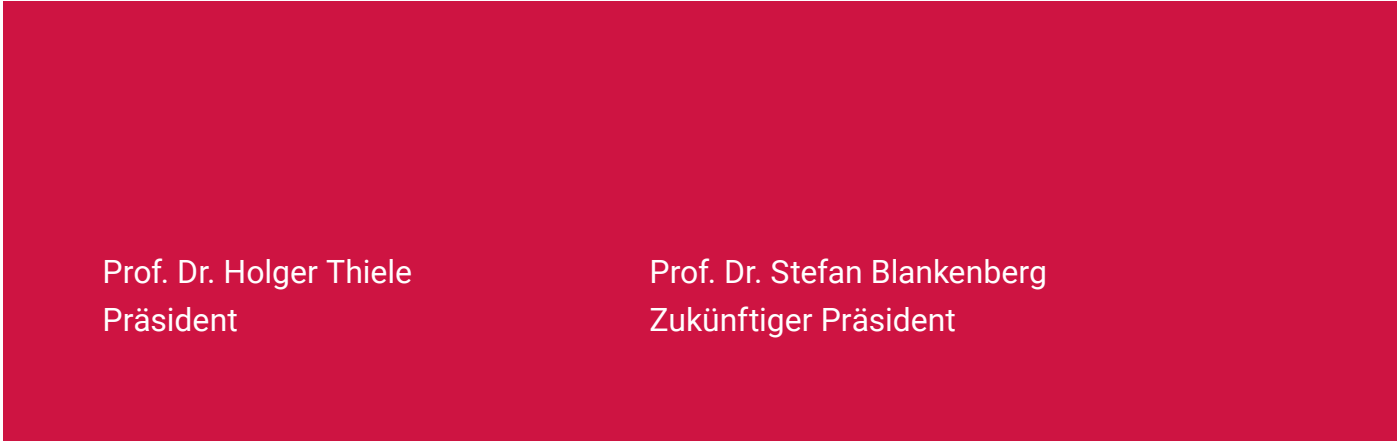 Prof. Dr. Holger Thiele
Präsident
Prof. Dr. Stefan Blankenberg
Zukünftiger Präsident